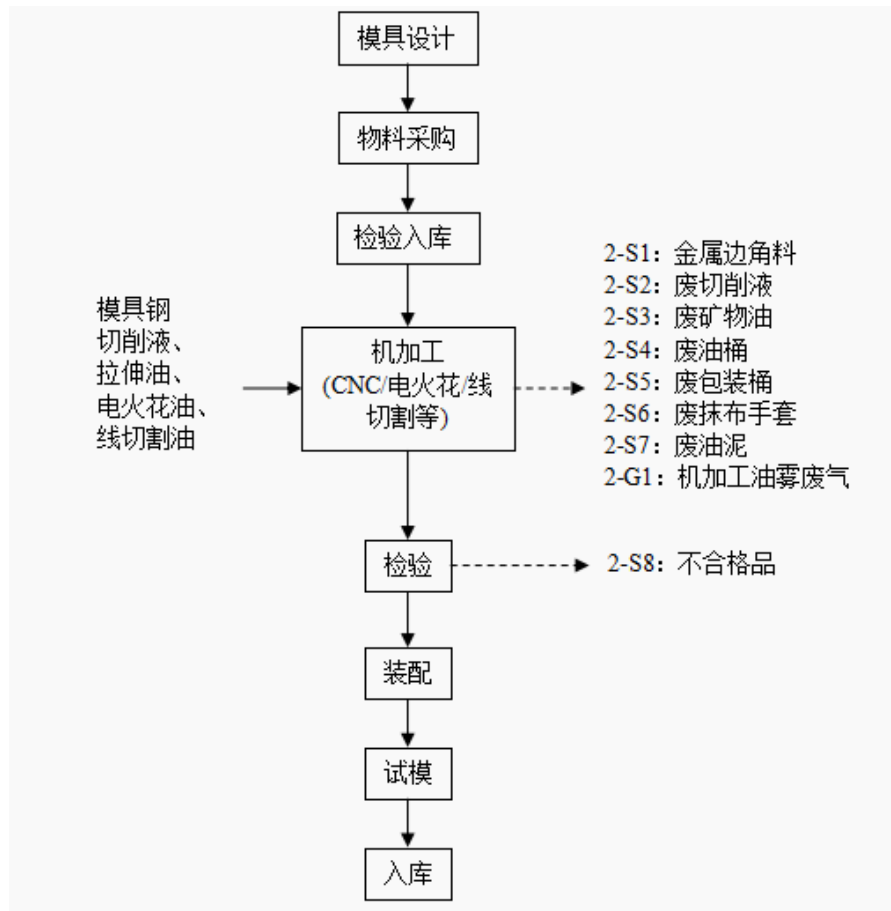 模具设计
物料采购
检验入库
模具钢
切削液、
拉伸油、
电火花油、
线切割油
机加工
(CNC/电火花/线
切割等)
2-S1：金属边角料
2-S2：废切削液
2-S3：废矿物油
2-S4：废油桶
2-S5：废包装桶
2-S6：废抹布手套
2-S7：废油泥
2-G1：机加工油雾废气
检验
2-S8：不合格品
装配
试模
入库